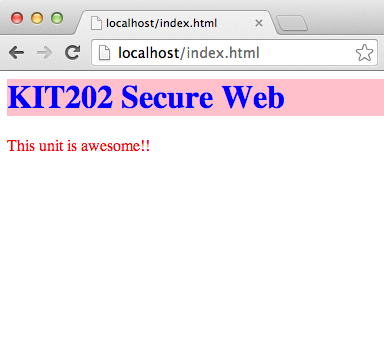 localhost/index.html
localhost/index.html
KIT202 Secure Web
This unit is awesome!!